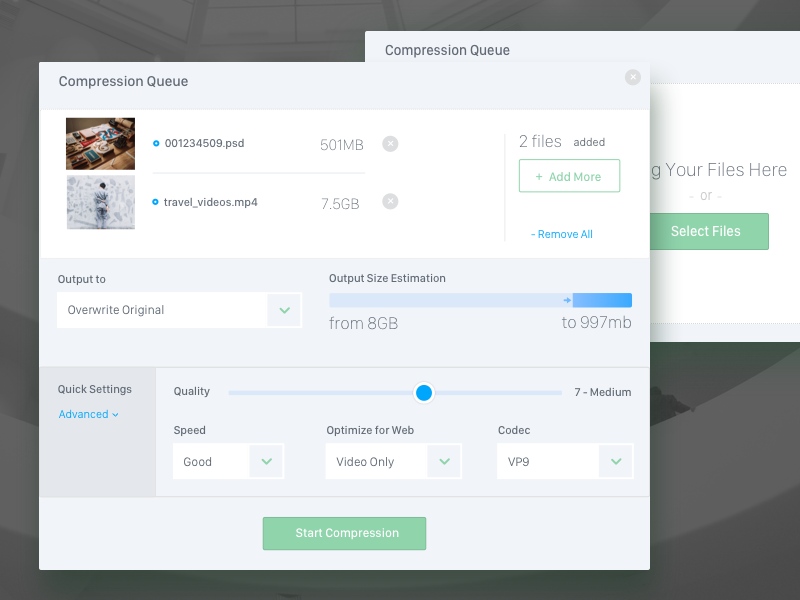 Compression Queue
Compression Queue
001234509.psd
501MB
travel_videos.mp4
7.5GB
2 files added
+ Add More
- Remove All
g Your Files Here
- or -
Select Files
Output to
Overwrite Original
Output Size Estimation
from 8GB
to 997mb
Quick Settings
Advanced
Quality
7 - Medium
Speed
Good
Optimize for Web
Video Only
Codec
VP9
Start Compression